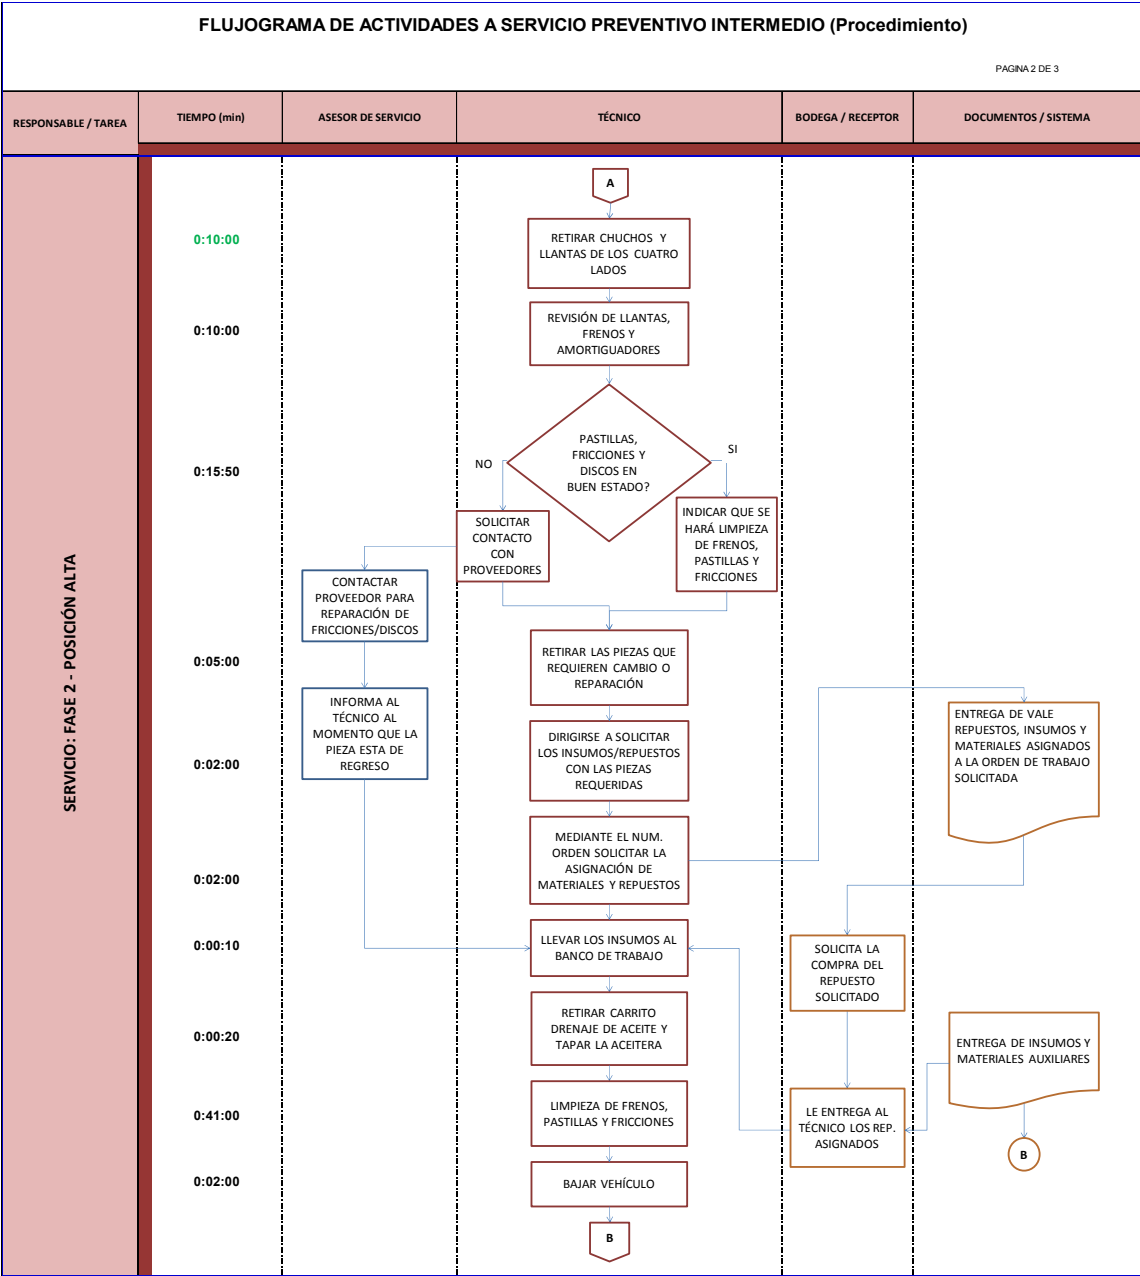 FLUJOGRAMA DE ACTIVIDADES A SERVICIO PREVENTIVO INTERMEDIO (Procedimiento)
PAGINA 2 DE 3
RESPONSABLE / TAREA
TIEMPO (min)
ASESOR DE SERVICIO
TÉCNICO
BODEGA / RECEPTOR
DOCUMENTOS / SISTEMA
SERVICIO: FASE 2 - POSICIÓN ALTA
A
0:10:00
RETIRAR CHUCHOS Y
LLANTAS DE LOS CUATRO
LADOS
0:10:00
REVISIÓN DE LLANTAS,
FRENOS Y
AMORTIGUADORES
0:15:50
PASTILLAS,
FRICCIONES Y
DISCOS EN
BUEN ESTADO?
NO
SI
SOLICITAR
CONTACTO
CON
PROVEEDORES
INDICAR QUE SE
HARÁ LIMPIEZA
DE FRENOS,
PASTILLAS Y
FRICCIONES
CONTACTAR
PROVEEDOR PARA
REPARACIÓN DE
FRICCIONES/DISCOS
0:05:00
RETIRAR LAS PIEZAS QUE
REQUIEREN CAMBIO O
REPARACIÓN
INFORMA AL
TÉCNICO AL
MOMENTO QUE LA
PIEZA ESTA DE
REGRESO
ENTREGA DE VALE
REPUESTOS, INSUMOS Y
MATERIALES ASIGNADOS
A LA ORDEN DE TRABAJO
SOLICITADA
0:02:00
DIRIGIRSE A SOLICITAR
LOS INSUMOS/REPUESTOS
CON LAS PIEZAS
REQUERIDAS
0:02:00
MEDIANTE EL NUM.
ORDEN SOLICITAR LA
ASIGNACIÓN DE
MATERIALES Y REPUESTOS
0:00:10
LLEVAR LOS INSUMOS AL
BANCO DE TRABAJO
SOLICITA LA
COMPRA DEL
REPUESTO
SOLICITADO
0:00:20
RETIRAR CARRITO
DRENAJE DE ACEITE Y
TAPAR LA ACEITERA
ENTREGA DE INSUMOS Y
MATERIALES AUXILIARES
0:41:00
LIMPIEZA DE FRENOS,
PASTILLAS Y FRICCIONES
LE ENTREGA AL
TÉCNICO LOS REP.
ASIGNADOS
B
0:02:00
BAJAR VEHÍCULO
B